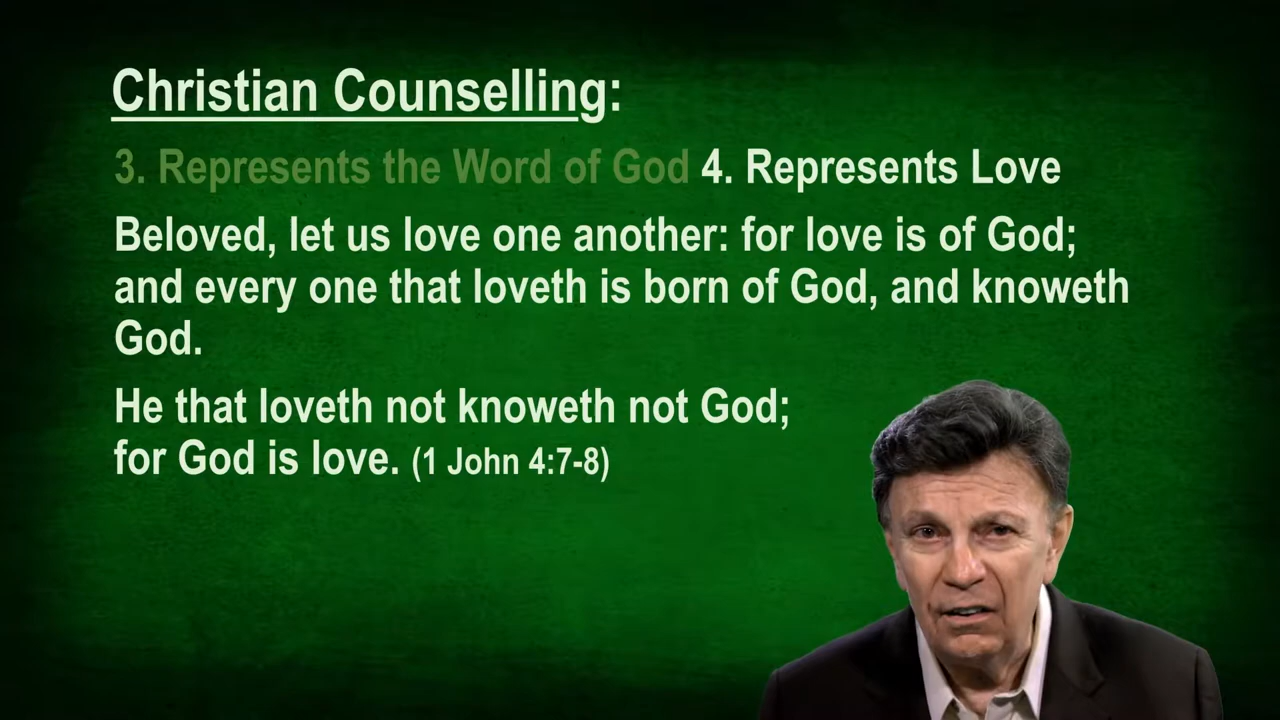 Christian Counselling:
3. Represents the Word of God 4. Represents Love
Beloved, let us love one another: for love is of God;
and every one that loveth is born of God, and knoweth
God.
He that loveth not knoweth not God;
for God is love. (1 John 4:7-8)